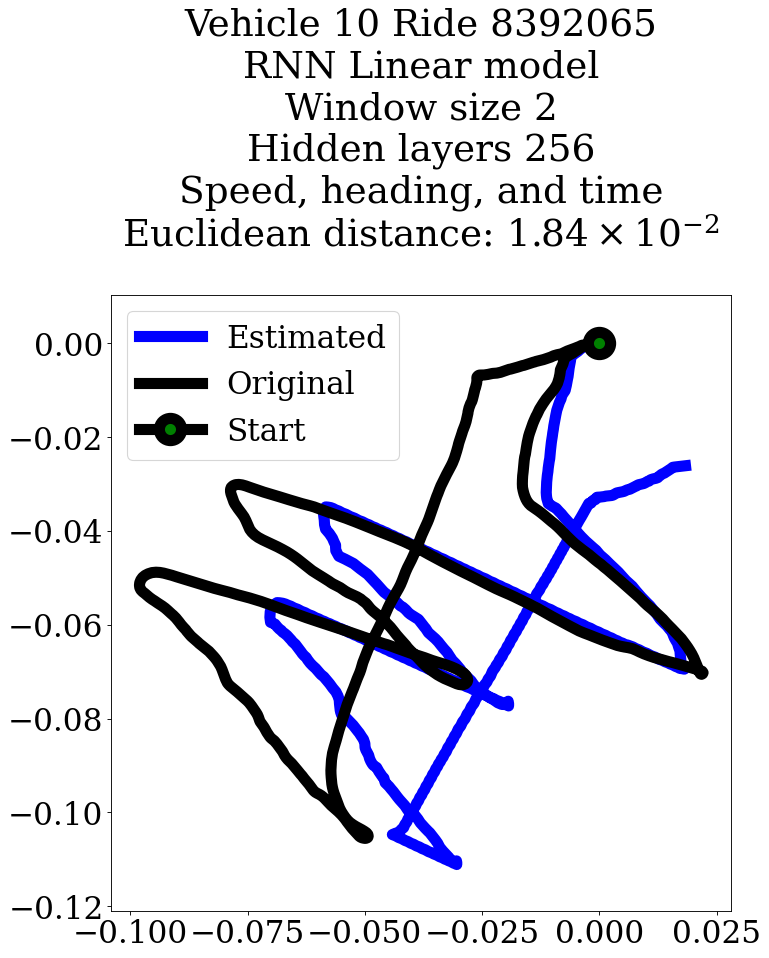 Vehicle 10 Ride 8392065
RNN Linear model
Window size 2
Hidden layers 256
Speed, heading, and time
Euclidean distance: 1.84 × 10⁻²
Estimated
Original
Start
0.00
−0.02
−0.04
−0.06
−0.08
−0.10
−0.12
−0.100 −0.075 −0.050 −0.025 0.000 0.025